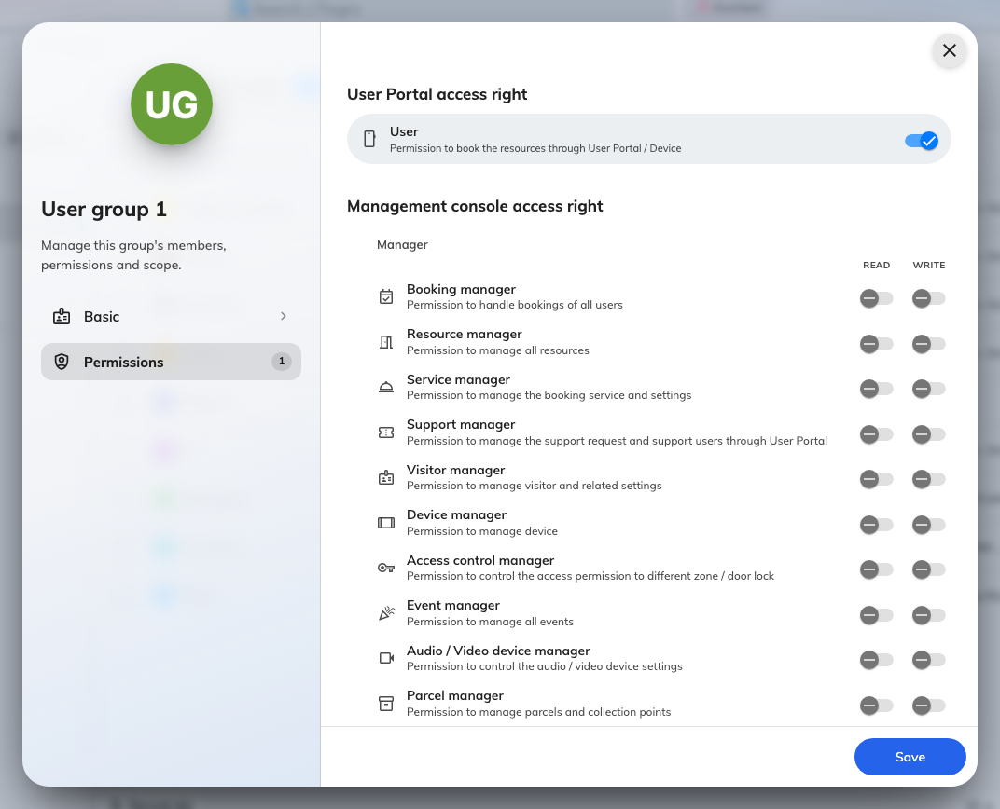 UG
User group 1
Manage this group's members,
permissions and scope.
Basic
Permissions 1
User Portal access right
User
Permission to book the resources through User Portal / Device
Management console access right
Manager
READ WRITE
Booking manager
Permission to handle bookings of all users
Resource manager
Permission to manage all resources
Service manager
Permission to manage the booking service and settings
Support manager
Permission to manage the support request and support users through User Portal
Visitor manager
Permission to manage visitor and related settings
Device manager
Permission to manage device
Access control manager
Permission to control the access permission to different zone / door lock
Event manager
Permission to manage all events
Audio / Video device manager
Permission to control the audio / video device settings
Parcel manager
Permission to manage parcels and collection points
Save